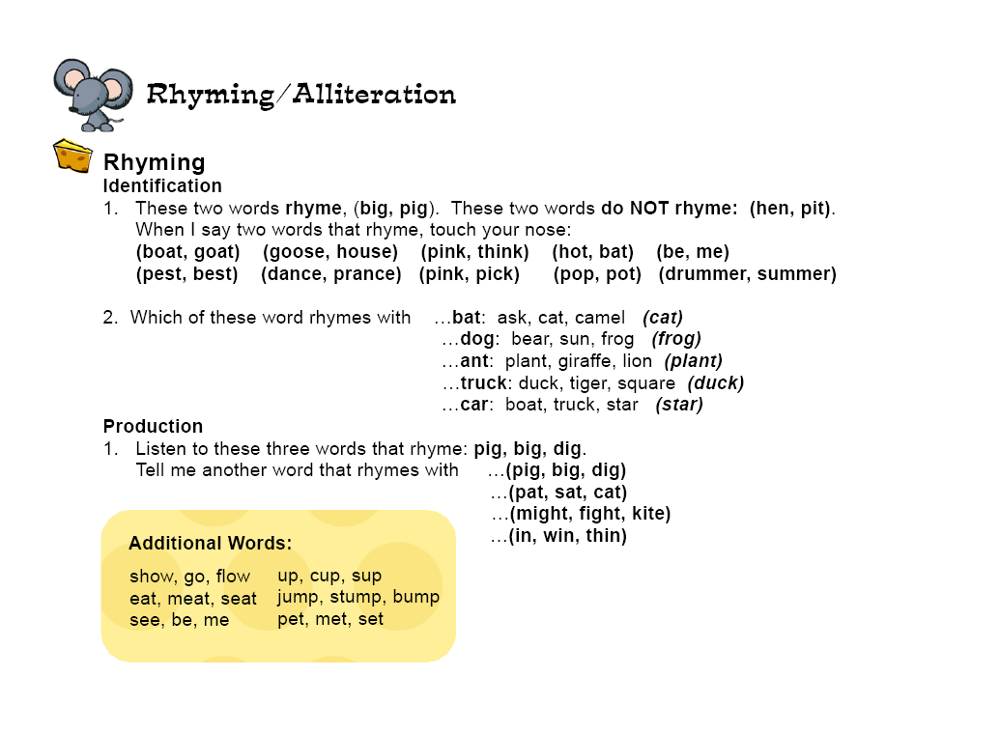 Rhyming/Alliteration
Rhyming
Identification
1. These two words rhyme, (big, pig). These two words do NOT rhyme: (hen, pit).
When I say two words that rhyme, touch your nose:
(boat, goat) (goose, house) (pink, think) (hot, bat) (be, me)
(pest, best) (dance, prance) (pink, pick) (pop, pot) (drummer, summer)
2. Which of these word rhymes with …bat: ask, cat, camel (cat)
…dog: bear, sun, frog (frog)
…ant: plant, giraffe, lion (plant)
…truck: duck, tiger, square (duck)
…car: boat, truck, star (star)
Production
1. Listen to these three words that rhyme: pig, big, dig.
Tell me another word that rhymes with …(pig, big, dig)
…(pat, sat, cat)
…(might, fight, kite)
…(in, win, thin)
Additional Words:
show, go, flow up, cup, sup
eat, meat, seat jump, stump, bump
see, be, me pet, met, set